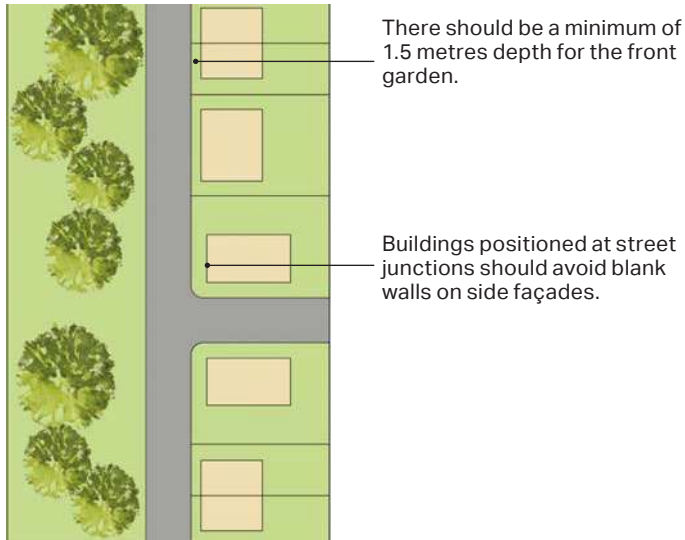 There should be a minimum of
1.5 metres depth for the front
garden.
Buildings positioned at street
junctions should avoid blank
walls on side façades.